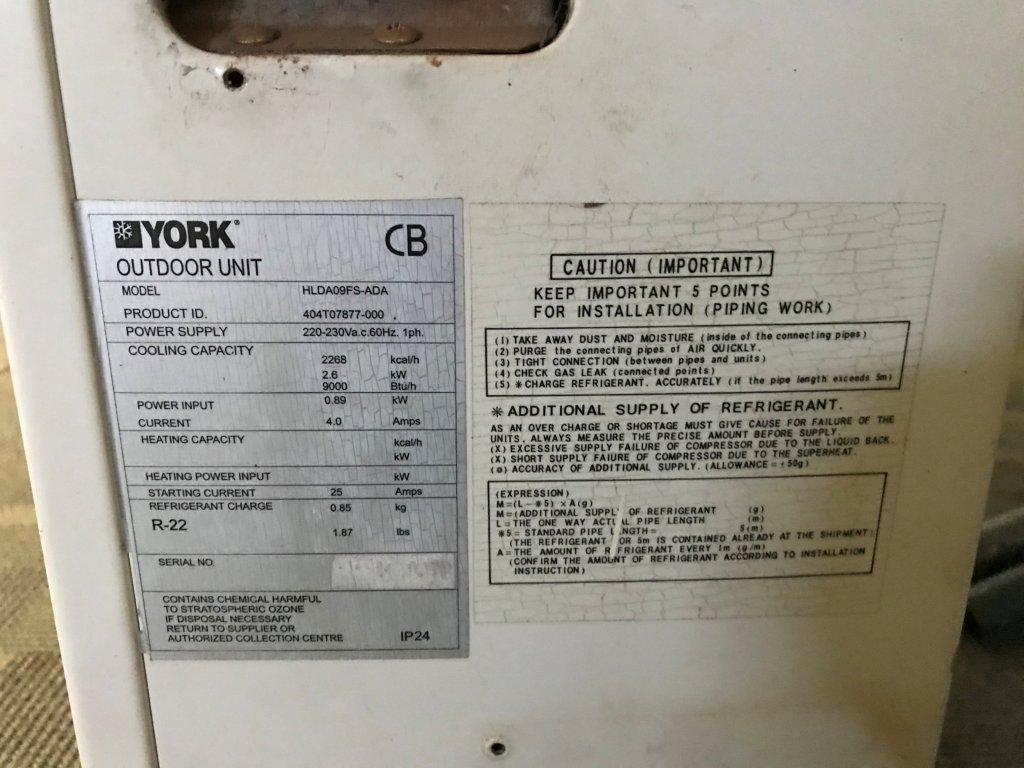 YORK®
CB
OUTDOOR UNIT
MODEL HLDA09FS-ADA
PRODUCT ID. 404T07877-000
POWER SUPPLY 220-230Va.c.60Hz. 1ph.
COOLING CAPACITY
2268 kcal/h
2.6 kW
9000 Btu/h
POWER INPUT 0.89 kW
CURRENT 4.0 Amps
HEATING CAPACITY kcal/h
kW
HEATING POWER INPUT kW
STARTING CURRENT 25 Amps
REFRIGERANT CHARGE 0.85 kg
R-22
1.87 lbs
SERIAL NO.
CONTAINS CHEMICAL HARMFUL
TO STRATOSPHERIC OZONE
IF DISPOSAL NECESSARY
RETURN TO SUPPLIER OR
AUTHORIZED COLLECTION CENTRE IP24
CAUTION (IMPORTANT)
KEEP IMPORTANT 5 POINTS
FOR INSTALLATION (PIPING WORK)
(1) TAKE AWAY DUST AND MOISTURE (inside of the connecting pipes)
(2) PURGE the connecting pipes of AIR QUICKLY.
(3) TIGHT CONNECTION (between pipes and units)
(4) CHECK GAS LEAK (connected points)
(5) ※CHARGE REFRIGERANT. ACCURATELY (if the pipe length exceeds 5m)
※ADDITIONAL SUPPLY OF REFRIGERANT.
AS AN OVER CHARGE OR SHORTAGE MUST GIVE CAUSE FOR FAILURE OF THE
UNITS, ALWAYS MEASURE THE PRECISE AMOUNT BEFORE SUPPLY.
(X) EXCESSIVE SUPPLY FAILURE OF COMPRESSOR DUE TO THE LIQUID BACK.
(X) SHORT SUPPLY FAIURE OF COMPRESSOR DUE TO THE SUPERHEAT.
(o) ACCURACY OF ADDITIONAL SUPPLY. (ALLOWANCE = ±50g)
(EXPRESSION)
M=(L-※5) ×A(g)
M=(ADDITIONAL SUPPL OF REFRIGERANT (g)
L=THE ONE WAY ACTU L PIPE LENGTH (m)
※5=STANDARD PIPE L NGTH= 5(m)
(THE REFRIGERANT OR 5m IS CONTAINED ALREADY AT THE SHIPMENT)
A=THE AMOUNT OF R FRIGERANT EVERY 1m (g/m)
(CONFIRM THE AMOUNT OF REFRIGERANT ACCORDING TO INSTALLATION
INSTRUCTION)